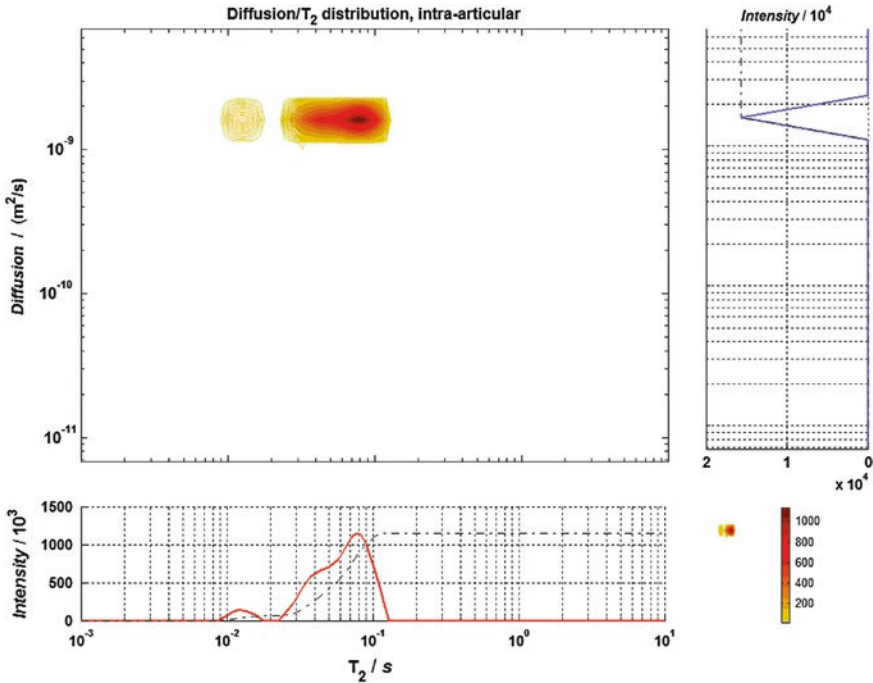 Diffusion/T2 distribution, intra-articular
Intensity / 10^4
Diffusion / (m^2/s)
10^-9
10^-10
10^-11
2 1 0
x 10^4
Intensity / 10^3
1500
1000
500
0
10^-3 10^-2 10^-1 10^0 10^1
T2 / s
1000
800
600
400
200